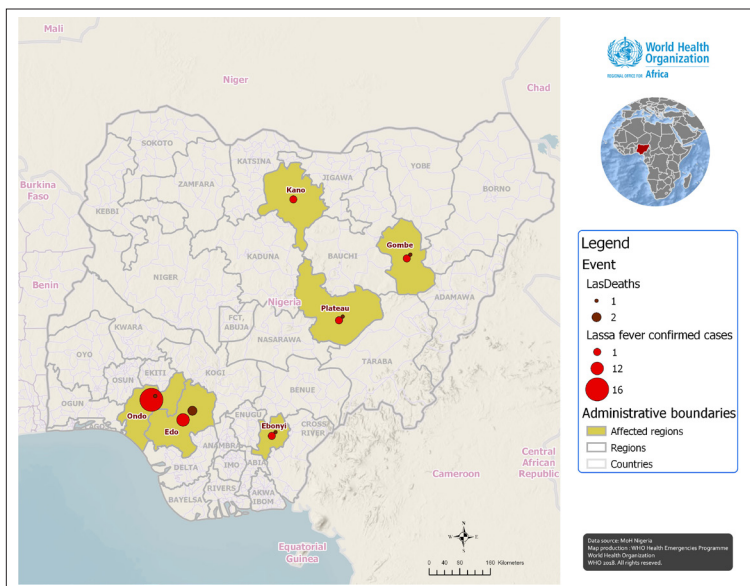 Mali
Niger
Chad
SOKOTO
KATSINA
JIGAWA
YOBE
BORNO
Burkina
Faso
ZAMFARA
Kano
KEBBI
KADUNA
BAUCHI
Gombe
ADAMAWA
NIGER
Benin
Nigeria
Plateau
FCT,
ABUJA
NASARAWA
KWARA
OYO
TARABA
OSUN
EKITI
KOGI
BENUE
OGUN
Ondo
Edo
ENUGU
Ebonyi
CROSS
RIVER
ANAMBRA
DELTA
IMO
ABIA
BAYELSA
RIVERS
AKWA
IBOM
Cameroon
Central
African
Republic
Equatorial
Guinea
N
W
E
S
0 40 80 160 Kilometers
World Health
Organization
REGIONAL OFFICE FOR Africa
Legend
Event
LasDeaths
1
2
Lassa fever confirmed cases
1
12
16
Administrative boundaries
Affected regions
Regions
Countries
Data source: MoH Nigeria
Map production : WHO Health Emergencies Programme
World Health Organization
WHO 2018. All rights reseved.